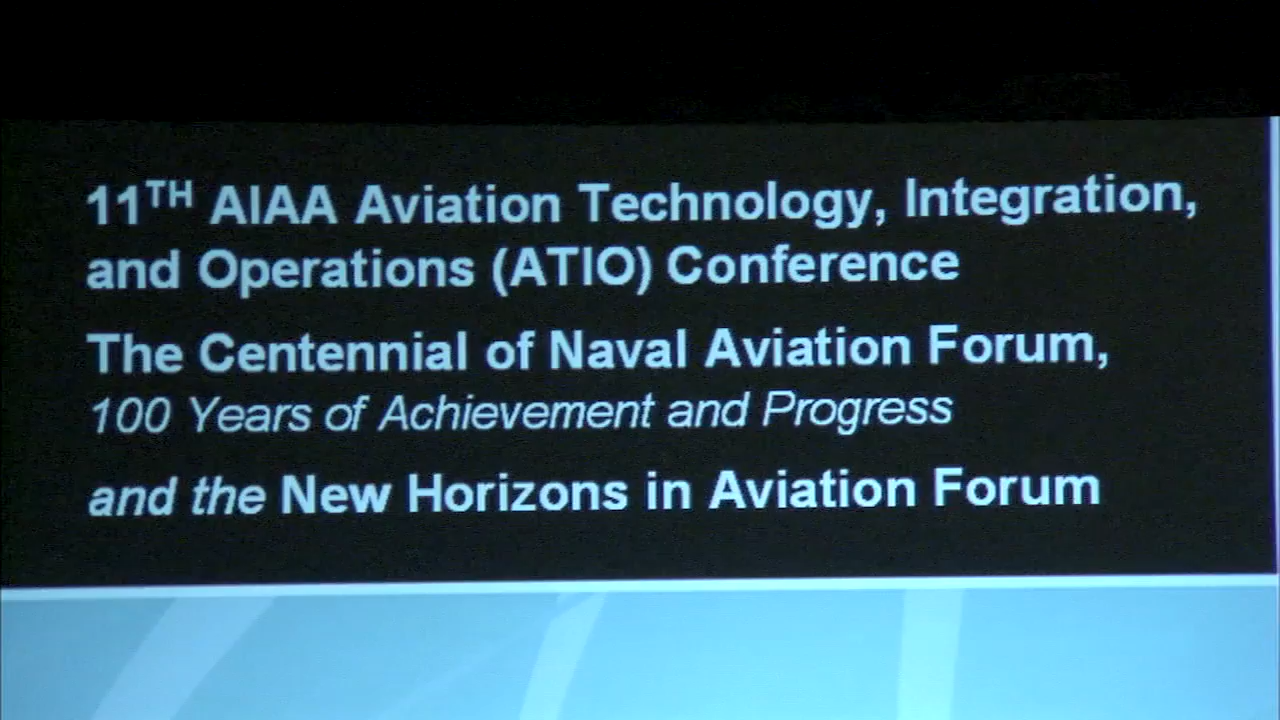 11TH AIAA Aviation Technology, Integration,
and Operations (ATIO) Conference
The Centennial of Naval Aviation Forum,
100 Years of Achievement and Progress
and the New Horizons in Aviation Forum